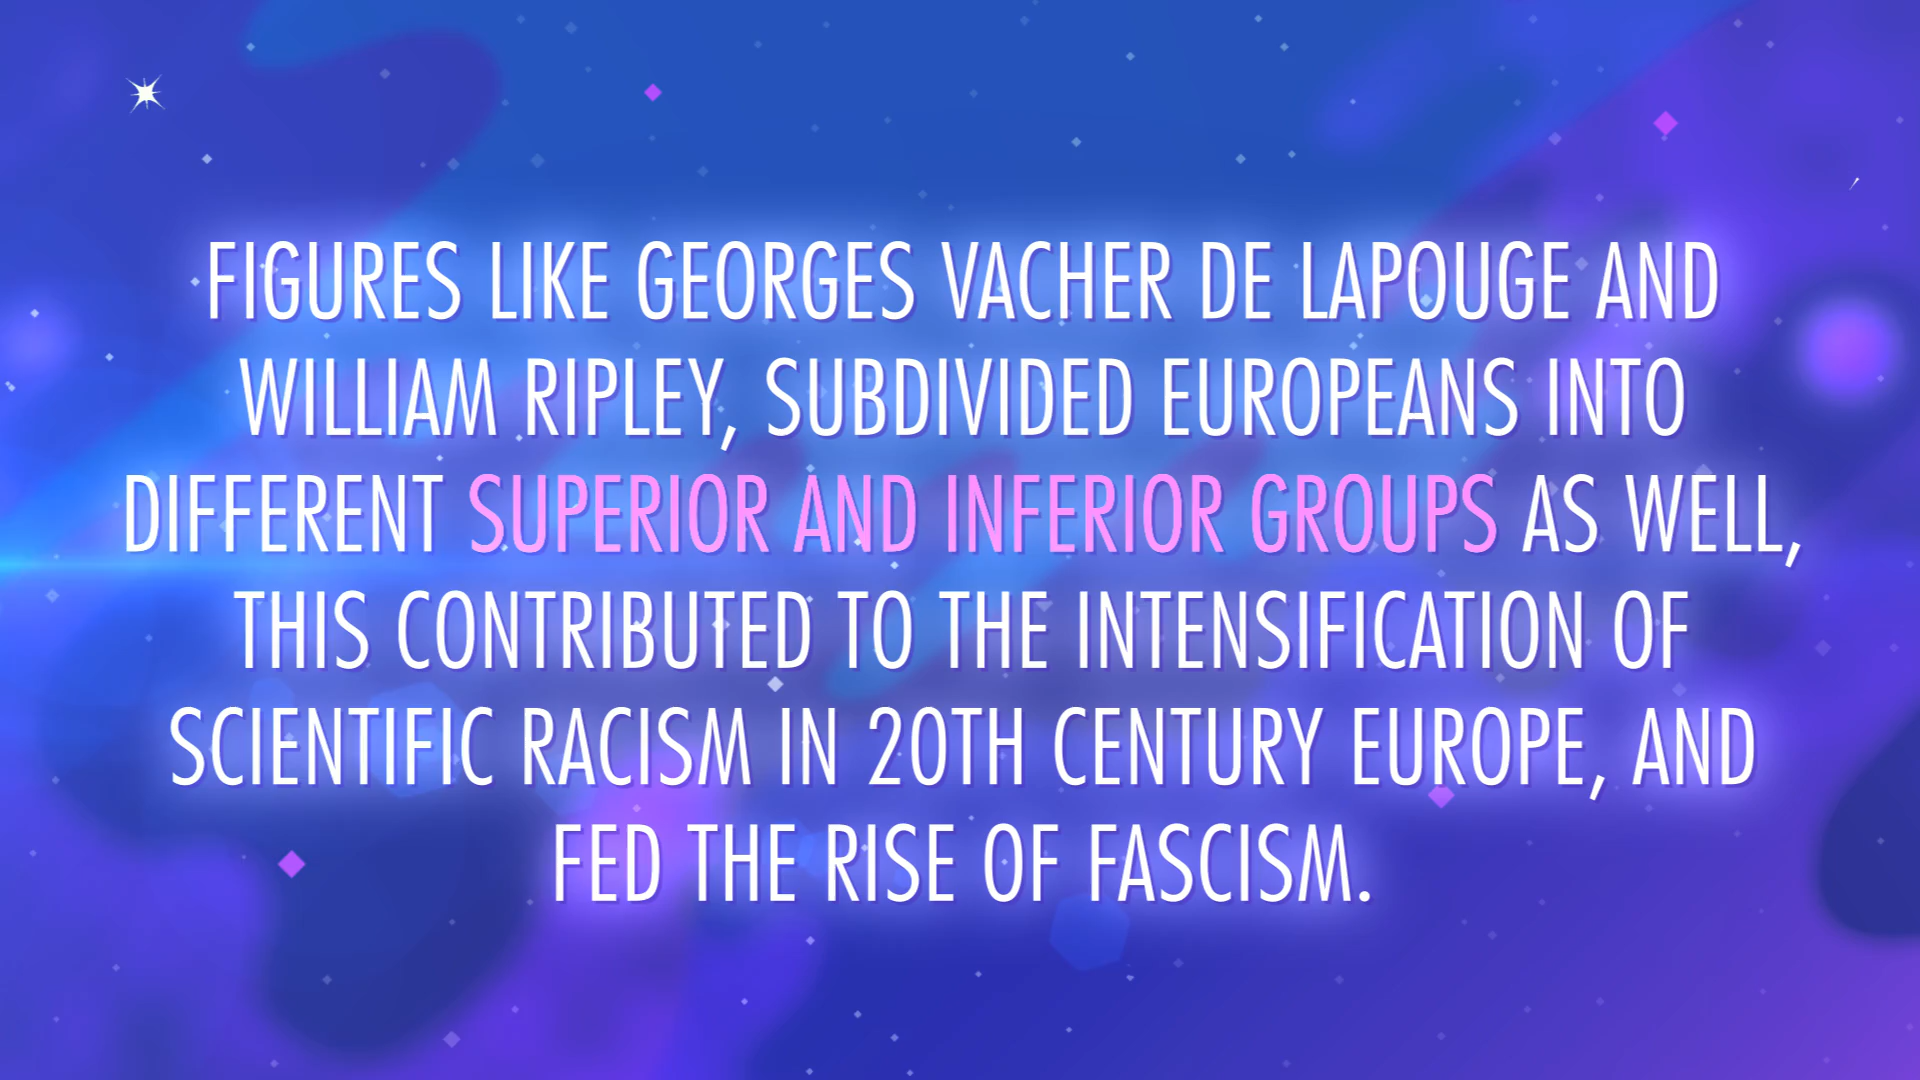 FIGURES LIKE GEORGES VACHER DE LAPOUGE AND
WILLIAM RIPLEY, SUBDIVIDED EUROPEANS INTO
DIFFERENT SUPERIOR AND INFERIOR GROUPS AS WELL,
THIS CONTRIBUTED TO THE INTENSIFICATION OF
SCIENTIFIC RACISM IN 20TH CENTURY EUROPE, AND
FED THE RISE OF FASCISM.